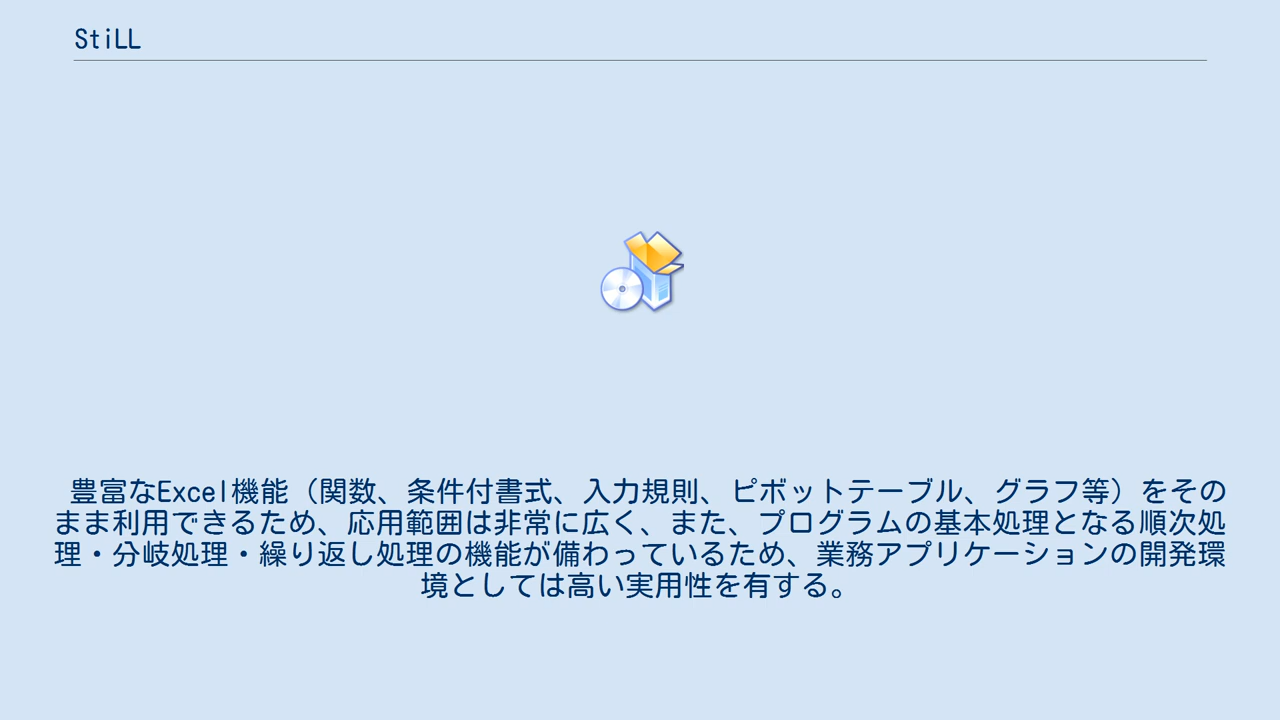 StiLL
豊富なExcel機能（関数、条件付書式、入力規則、ピボットテーブル、グラフ等）をその
まま利用できるため、応用範囲は非常に広く、また、プログラムの基本処理となる順次処
理・分岐処理・繰り返し処理の機能が備わっているため、業務アプリケーションの開発環
境としては高い実用性を有する。